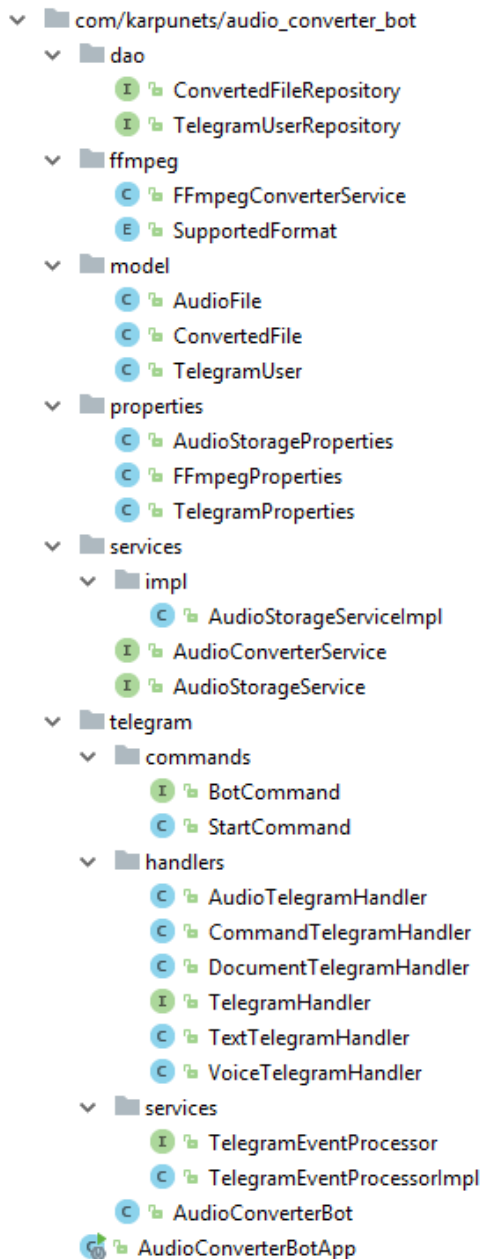 com/karpunets/audio_converter_bot
dao
I ConvertedFileRepository
I TelegramUserRepository
ffmpeg
C FFmpegConverterService
E SupportedFormat
model
C AudioFile
C ConvertedFile
C TelegramUser
properties
C AudioStorageProperties
C FFmpegProperties
C TelegramProperties
services
impl
C AudioStorageServiceImpl
I AudioConverterService
I AudioStorageService
telegram
commands
I BotCommand
C StartCommand
handlers
C AudioTelegramHandler
C CommandTelegramHandler
C DocumentTelegramHandler
I TelegramHandler
C TextTelegramHandler
C VoiceTelegramHandler
services
I TelegramEventProcessor
C TelegramEventProcessorImpl
C AudioConverterBot
C AudioConverterBotApp